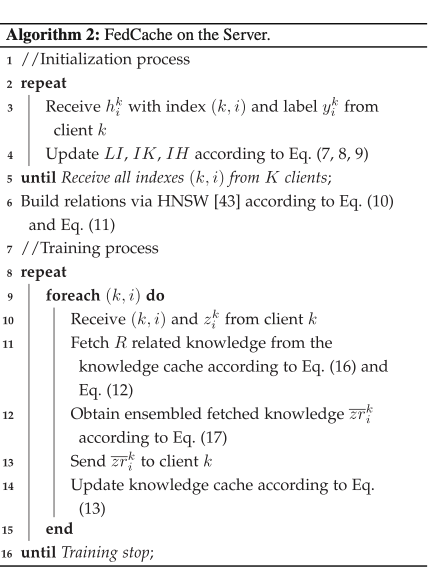 Algorithm 2: FedCache on the Server.
1 //Initialization process
2 repeat
3 Receive $h_i^k$ with index $(k, i)$ and label $y_i^k$ from
client $k$
4 Update $LI$, $IK$, $IH$ according to Eq. (7, 8, 9)
5 until Receive all indexes $(k, i)$ from $K$ clients;
6 Build relations via HNSW [43] according to Eq. (10)
and Eq. (11)
7 //Training process
8 repeat
9 foreach $(k, i)$ do
10 Receive $(k, i)$ and $z_i^k$ from client $k$
11 Fetch $R$ related knowledge from the
knowledge cache according to Eq. (16) and
Eq. (12)
12 Obtain ensembled fetched knowledge $\overline{zr}_i^k$
according to Eq. (17)
13 Send $\overline{zr}_i^k$ to client $k$
14 Update knowledge cache according to Eq.
(13)
15 end
16 until Training stop;